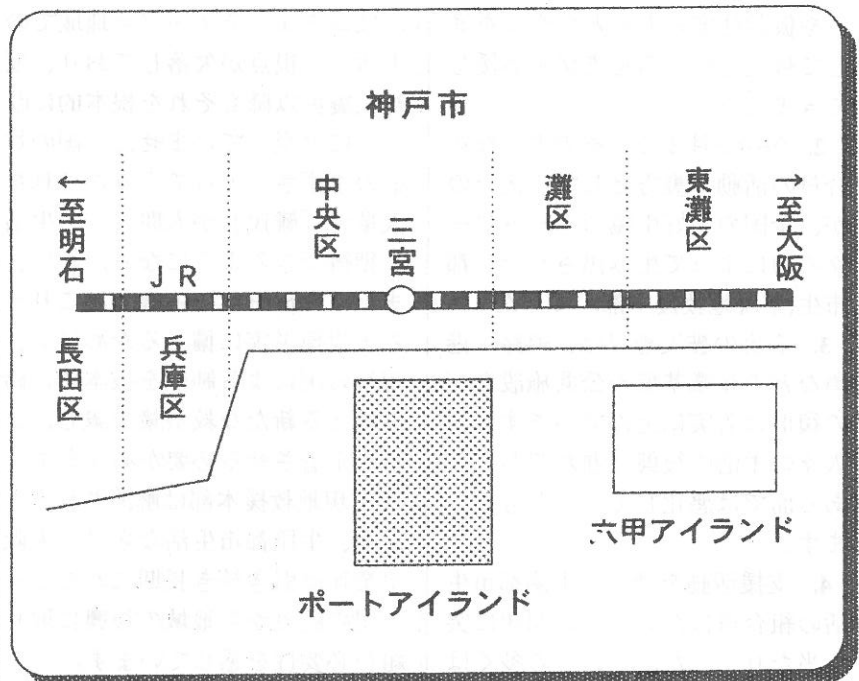 神戸市
←至明石
JR
中央区
三宮
灘区
東灘区
←至大阪
長田区
兵庫区
ポートアイランド
六甲アイランド